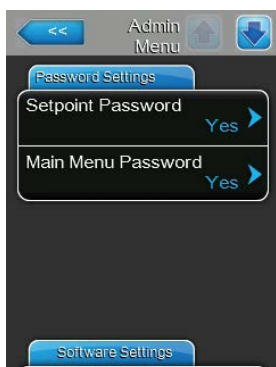 <<
Admin
Menu
Password Settings
Setpoint Password
Yes
Main Menu Password
Yes
Software Settings